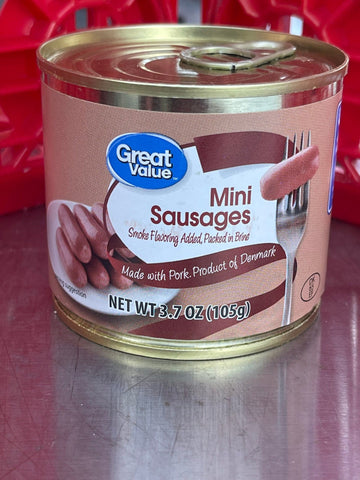 Great
Value
Mini
Sausages
Smoke Flavoring Added, Packed in Brine
Made with Pork. Product of Denmark
NET WT 3.7 OZ (105g)
suggestion